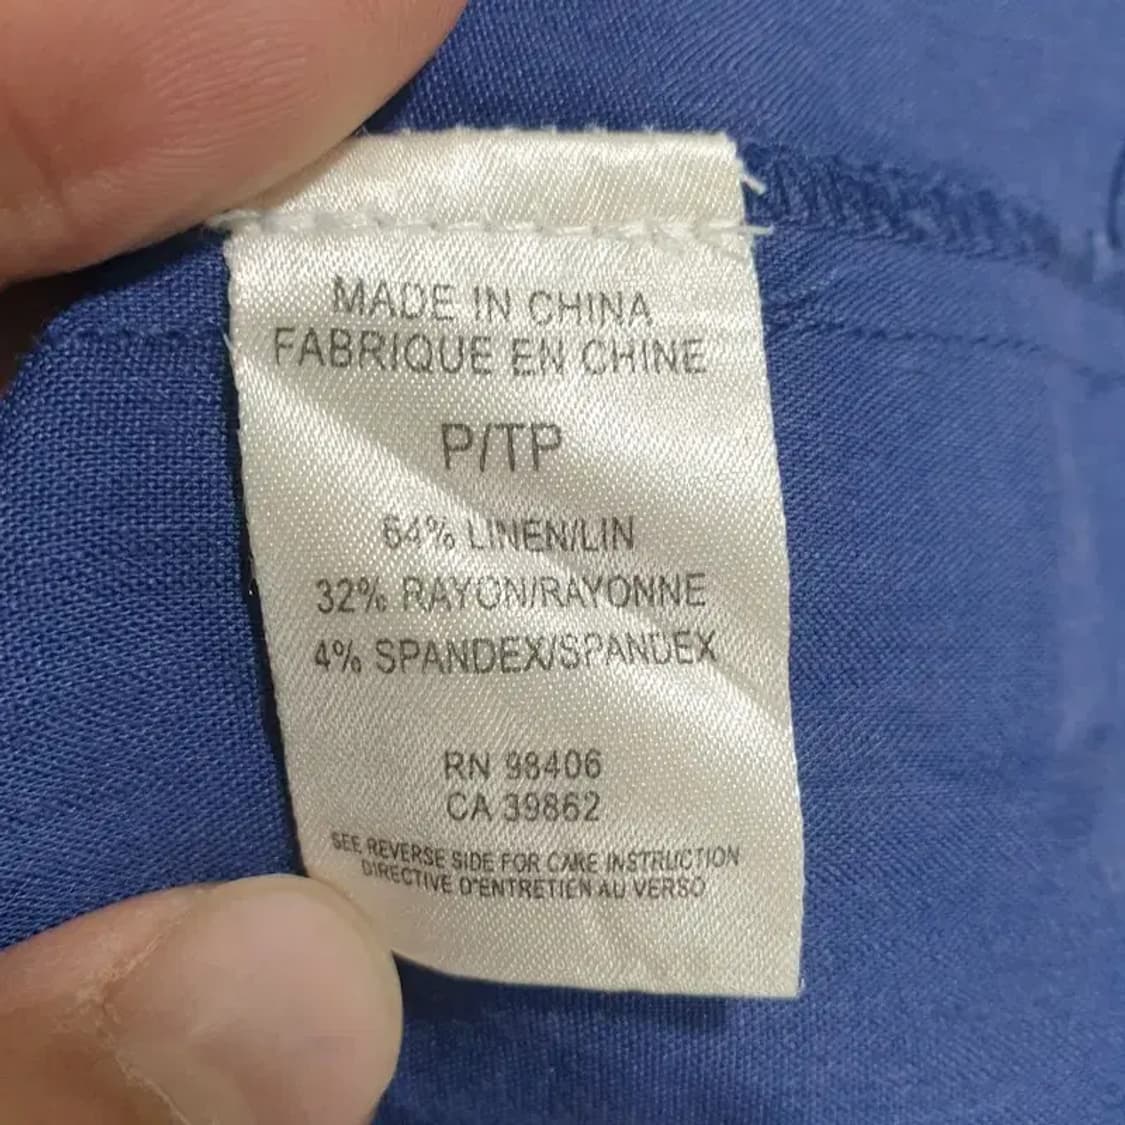 MADE IN CHINA
FABRIQUE EN CHINE
P/TP
64% LINEN/LIN
32% RAYON/RAYONNE
4% SPANDEX/SPANDEX
RN 98406
CA 39862
SEE REVERSE SIDE FOR CARE INSTRUCTION
DIRECTIVE D'ENTRETIEN AU VERSO